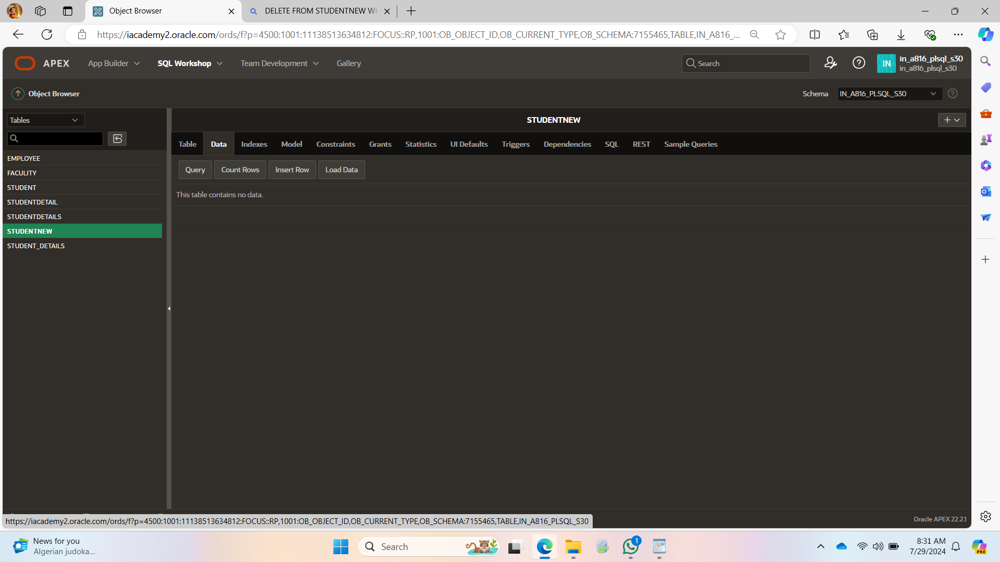 Object Browser
DELETE FROM STUDENTNEW WH
https://iacademy2.oracle.com/ords/f?p=4500:1001:11138513634812:FOCUS::RP,1001:OB_OBJECT_ID,OB_CURRENT_TYPE,OB_SCHEMA:7155465,TABLE,IN_A816_...
APEX
App Builder
SQL Workshop
Team Development
Gallery
Search
IN
in_a816_plsql_s30
in_a816_plsql_s30
Object Browser
Schema
IN_A816_PLSQL_S30
Tables
STUDENTNEW
Table
Data
Indexes
Model
Constraints
Grants
Statistics
UI Defaults
Triggers
Dependencies
SQL
REST
Sample Queries
EMPLOYEE
FACULITY
STUDENT
STUDENTDETAIL
STUDENTDETAILS
STUDENTNEW
STUDENT_DETAILS
Query
Count Rows
Insert Row
Load Data
This table contains no data.
https://iacademy2.oracle.com/ords/f?p=4500:1001:11138513634812:FOCUS::RP,1001:OB_OBJECT_ID,OB_CURRENT_TYPE,OB_SCHEMA:7155465,TABLE,IN_A816_PLSQL_S30
Oracle APEX 22.2.1
News for you
Algerian judoka...
Search
1
8:31 AM
7/29/2024
PRE